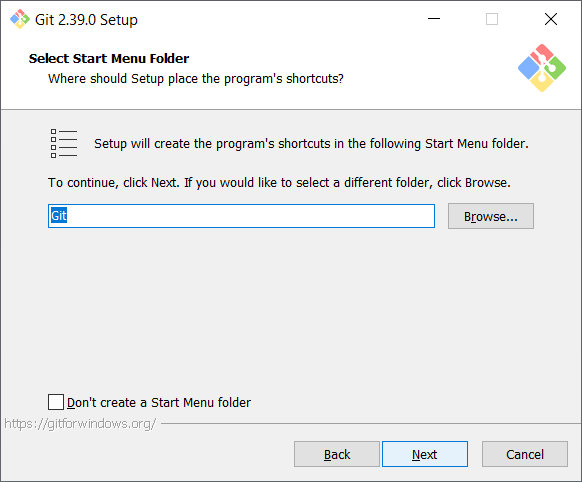 Git 2.39.0 Setup
Select Start Menu Folder
Where should Setup place the program's shortcuts?
Setup will create the program's shortcuts in the following Start Menu folder.
To continue, click Next. If you would like to select a different folder, click Browse.
Git
Browse...
Don't create a Start Menu folder
https://gitforwindows.org/
Back
Next
Cancel